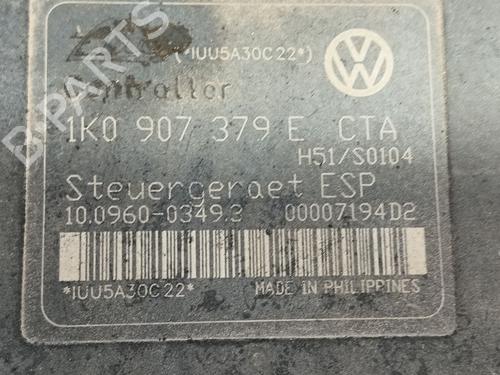 (*1UU5A30C22*)
Controller
1K0 907 379 E CTA
H51/S0104
Steuergeraet ESP
10.0960-0349.3 00007194D2
*1UU5A30C22*
MADE IN PHILIPPINES
B-PARTS